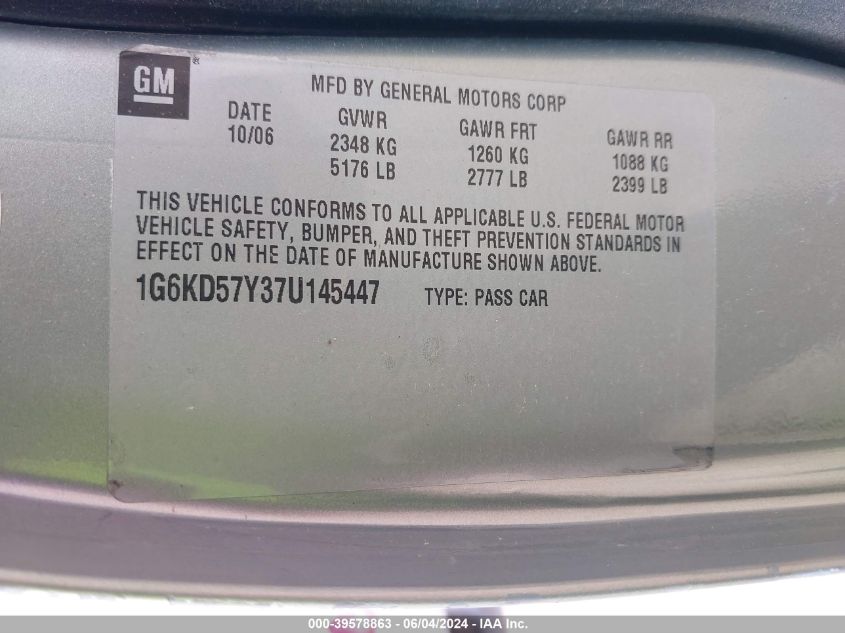 GM®
MFD BY GENERAL MOTORS CORP
DATE GVWR GAWR FRT GAWR RR
10/06 2348 KG 1260 KG 1088 KG
5176 LB 2777 LB 2399 LB
THIS VEHICLE CONFORMS TO ALL APPLICABLE U.S. FEDERAL MOTOR
VEHICLE SAFETY, BUMPER, AND THEFT PREVENTION STANDARDS IN
EFFECT ON THE DATE OF MANUFACTURE SHOWN ABOVE.
1G6KD57Y37U145447 TYPE: PASS CAR
000-39578863 - 06/04/2024 - IAA Inc.